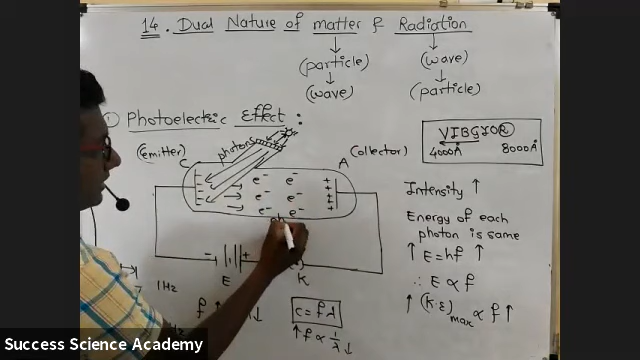 14. Dual Nature of matter & Radiation
(particle)
(wave)
(wave)
(particle)
① Photoelectric Effect :
VIBGYOR
4000Å 8000Å
(Emitter)
photons
(Collector)
C
A
e⁻ e⁻
e⁻ e⁻
e⁻ e⁻
Intensity ↑
Energy of each
photon is same
↑ E = hf ↑
∴ E ∝ f
↑ (K.E)max ∝ f ↑
- +
E
K
1Hz
f ↑
c = fλ
↑ f ∝ 1/λ ↓
Success Science Academy